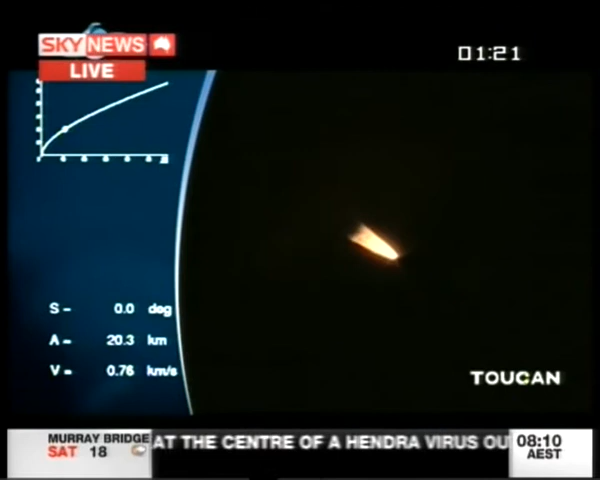 SKY NEWS
LIVE
01:21
S = 0.0 deg
A = 20.3 km
V = 0.76 km/s
TOUCAN
MURRAY BRIDGE
SAT 18
AT THE CENTRE OF A HENDRA VIRUS OU
08:10
AEST